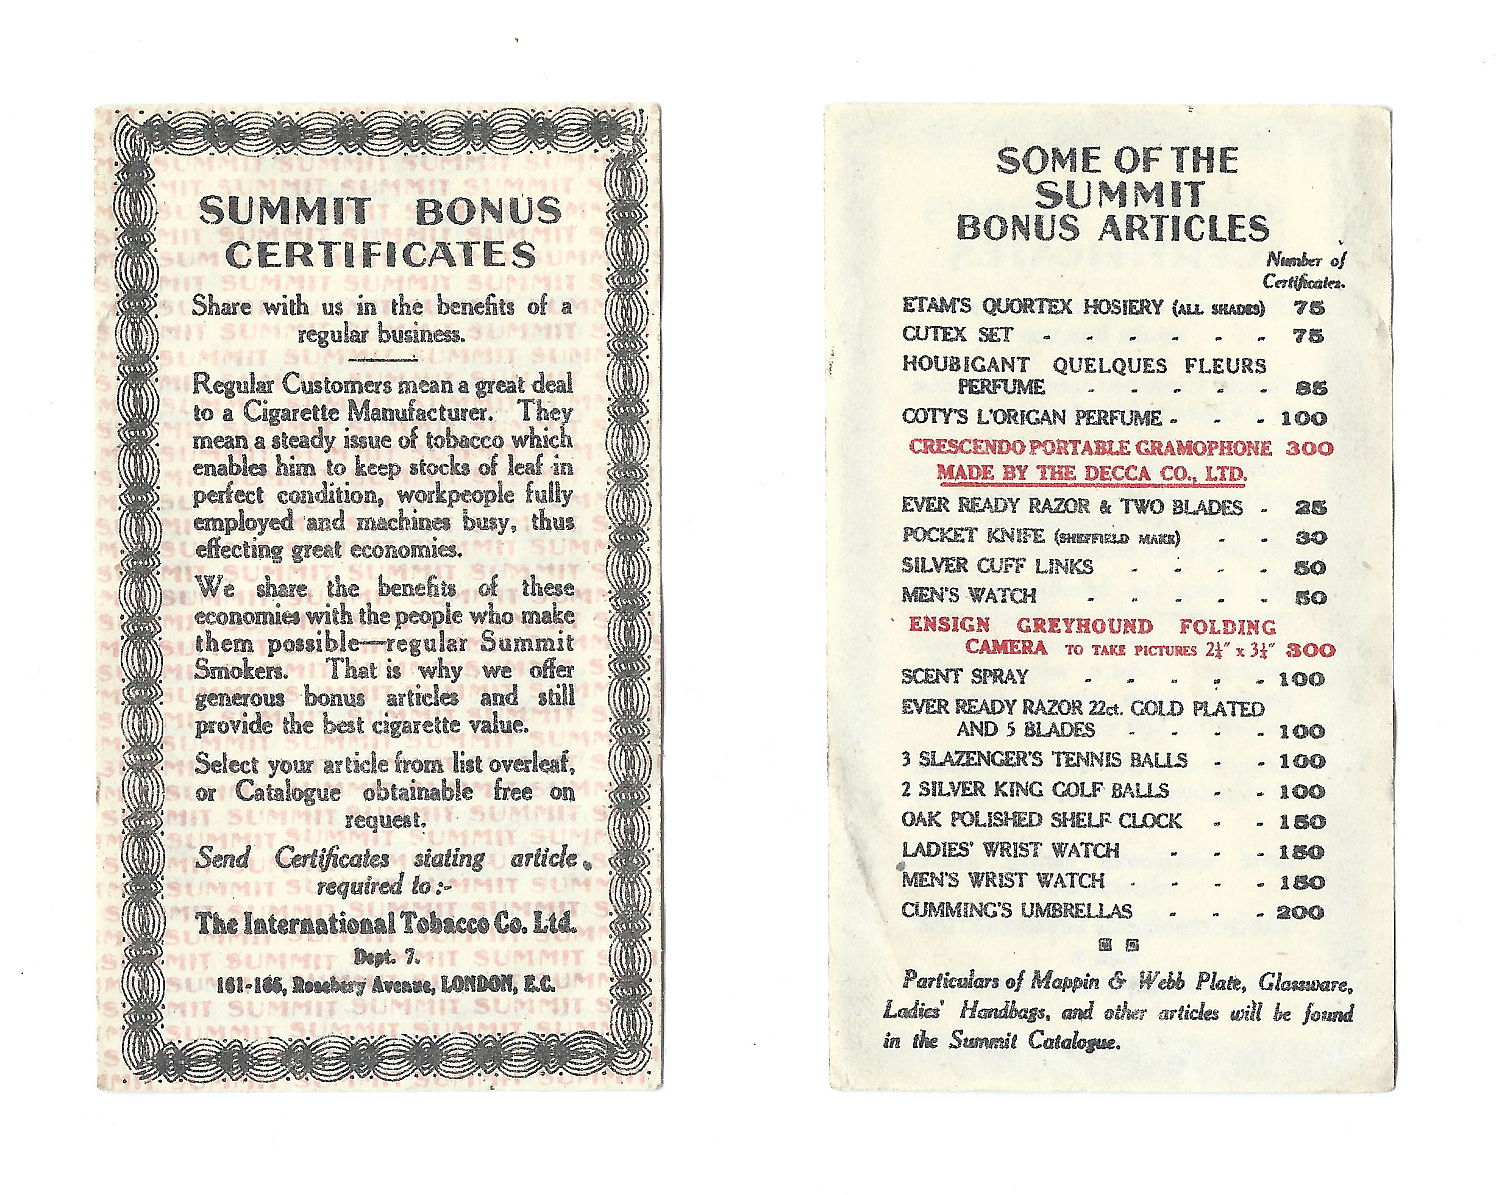 SUMMIT BONUS
CERTIFICATES
Share with us in the benefits of a
regular business.
Regular Customers mean a great deal
to a Cigarette Manufacturer. They
mean a steady issue of tobacco which
enables him to keep stocks of leaf in
perfect condition, workpeople fully
employed and machines busy, thus
effecting great economies.
We share the benefits of these
economies with the people who make
them possible—regular Summit
Smokers. That is why we offer
generous bonus articles and still
provide the best cigarette value.
Select your article from list overleaf,
or Catalogue obtainable free on
request.
Send Certificates stating article
required to :-
The International Tobacco Co. Ltd.
Dept. 7.
Rosebery Avenue, LONDON, E.C.
SOME OF THE
SUMMIT
BONUS ARTICLES
Number of
Certificates.
ETAM'S QUORTEX HOSIERY (ALL SHADES) 75
CUTEX SET - - - - - - 75
HOUBIGANT QUELQUES FLEURS
PERFUME - - - - - 85
COTY'S L'ORIGAN PERFUME - - - 100
CRESCENDO PORTABLE GRAMOPHONE 300
MADE BY THE DECCA CO., LTD.
EVER READY RAZOR & TWO BLADES - 25
POCKET KNIFE (SHEFFIELD MAKE) - - 30
SILVER CUFF LINKS - - - - 50
MEN'S WATCH - - - - - 50
ENSIGN GREYHOUND FOLDING
CAMERA TO TAKE PICTURES 2¼" x 3¼" 300
SCENT SPRAY - - - - - 100
EVER READY RAZOR 22ct. GOLD PLATED
AND 5 BLADES - - - - 100
3 SLAZENGER'S TENNIS BALLS - - 100
2 SILVER KING GOLF BALLS - - 100
OAK POLISHED SHELF CLOCK - - 150
LADIES' WRIST WATCH - - - 150
MEN'S WRIST WATCH - - - - 150
CUMMING'S UMBRELLAS - - - 200
Particulars of Mappin & Webb Plate, Glassware,
Ladies' Handbags, and other articles will be found
in the Summit Catalogue.